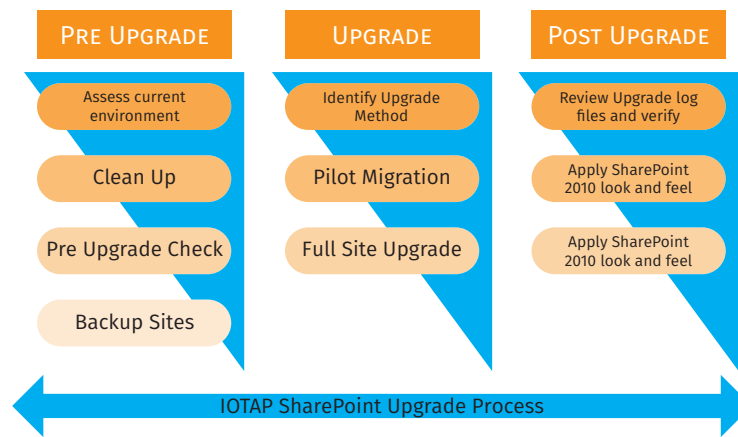 Pre Upgrade
Assess current
environment
Clean Up
Pre Upgrade Check
Backup Sites
Upgrade
Identify Upgrade
Method
Pilot Migration
Full Site Upgrade
Post Upgrade
Review Upgrade log
files and verify
Apply SharePoint
2010 look and feel
Apply SharePoint
2010 look and feel
IOTAP SharePoint Upgrade Process